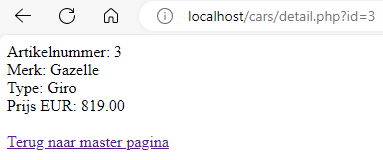 localhost/cars/detail.php?id=3
Artikelnummer: 3
Merk: Gazelle
Type: Giro
Prijs EUR: 819.00
Terug naar master pagina